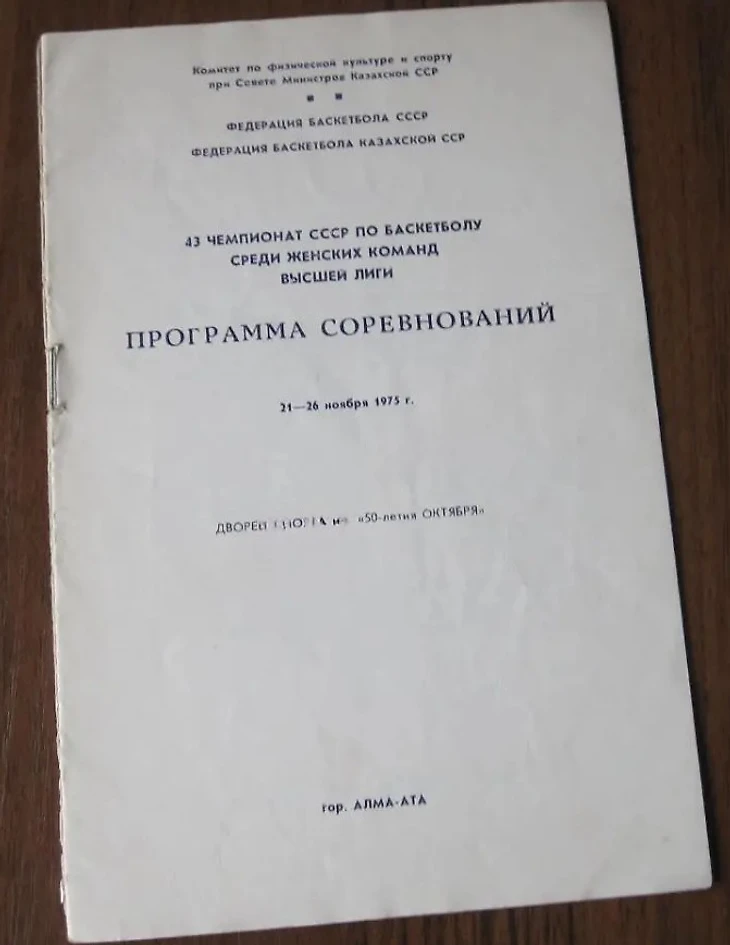 Комитет по физической культуре и спорту
при Совете Министров Казахской ССР
ФЕДЕРАЦИЯ БАСКЕТБОЛА СССР
ФЕДЕРАЦИЯ БАСКЕТБОЛА КАЗАХСКОЙ ССР
43 ЧЕМПИОНАТ СССР ПО БАСКЕТБОЛУ
СРЕДИ ЖЕНСКИХ КОМАНД
ВЫСШЕЙ ЛИГИ
ПРОГРАММА СОРЕВНОВАНИЙ
21—26 ноября 1975 г.
ДВОРЕЦ «50-летия ОКТЯБРЯ»
гор. АЛМА-АТА